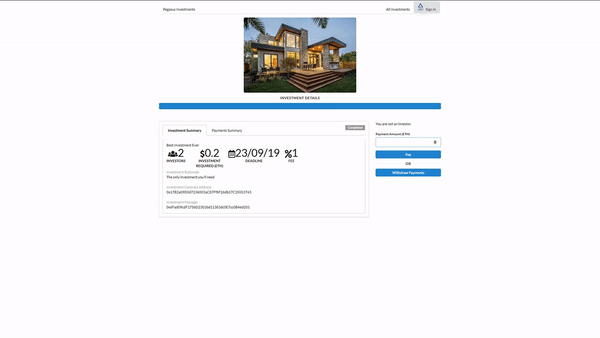 Pegasus Investments
All Investments
Sign in
INVESTMENT DETAILS
Investment Summary
Payments Summary
Completed
You are not an Investor.
Payment Amount (ETH)
Pay
OR
Withdraw Payments
Best Investment Ever
2
INVESTORS
$0.2
INVESTMENT
REQUIRED (ETH)
23/09/19
DEADLINE
%1
FEE
Investment Rationale
The only investment you'll need
Investment Contract Address
Investment Manager